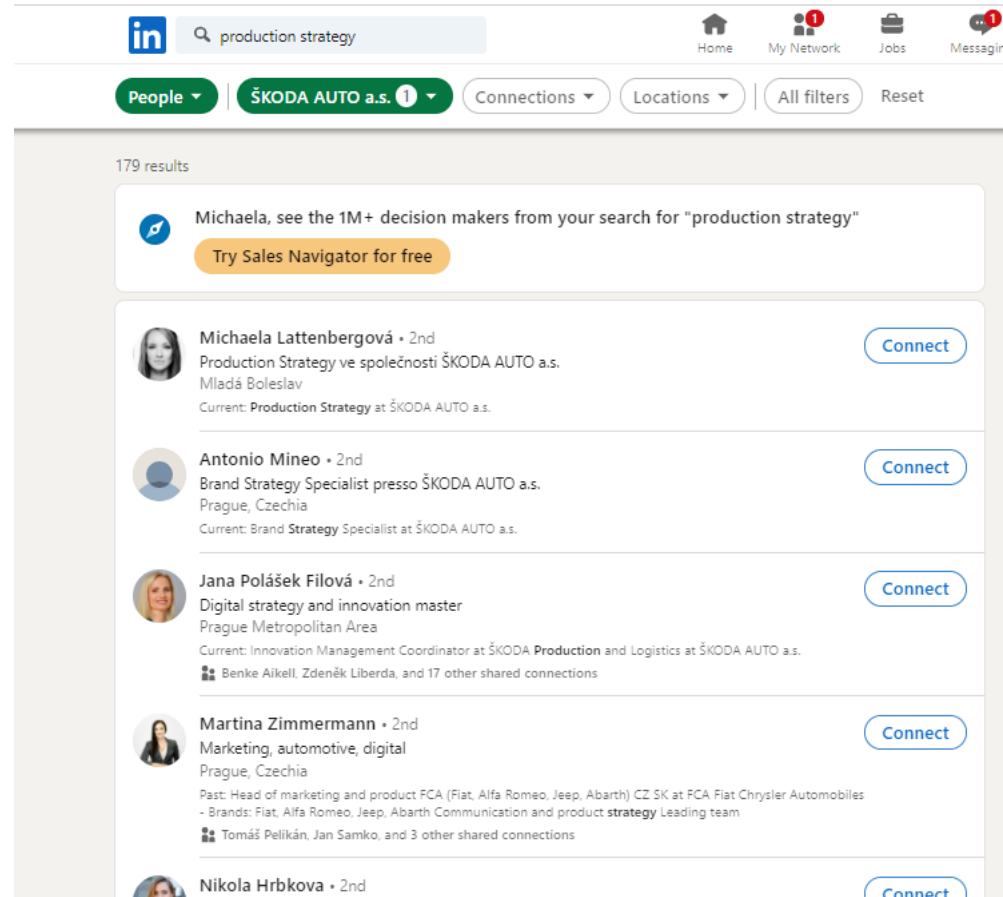 in
production strategy
Home
1
My Network
Jobs
1
People
ŠKODA AUTO a.s. 1
Connections
Locations
All filters
Reset
179 results
Michaela, see the 1M+ decision makers from your search for "production strategy"
Try Sales Navigator for free
Michaela Lattenbergová • 2nd
Connect
Production Strategy ve společnosti ŠKODA AUTO a.s.
Mladá Boleslav
Current: Production Strategy at ŠKODA AUTO a.s.
Antonio Mineo • 2nd
Connect
Brand Strategy Specialist presso ŠKODA AUTO a.s.
Prague, Czechia
Current: Brand Strategy Specialist at ŠKODA AUTO a.s.
Jana Polášek Filová • 2nd
Connect
Digital strategy and innovation master
Prague Metropolitan Area
Current: Innovation Management Coordinator at ŠKODA Production and Logistics at ŠKODA AUTO a.s.
Benke Aikell, Zdeněk Liberda, and 17 other shared connections
Martina Zimmermann • 2nd
Connect
Marketing, automotive, digital
Prague, Czechia
Past: Head of marketing and product FCA (Fiat, Alfa Romeo, Jeep, Abarth) CZ SK at FCA Fiat Chrysler Automobiles
- Brands: Fiat, Alfa Romeo, Jeep, Abarth Communication and product strategy Leading team
Tomáš Pelikán, Jan Samko, and 3 other shared connections
Nikola Hrbkova • 2nd
Connect